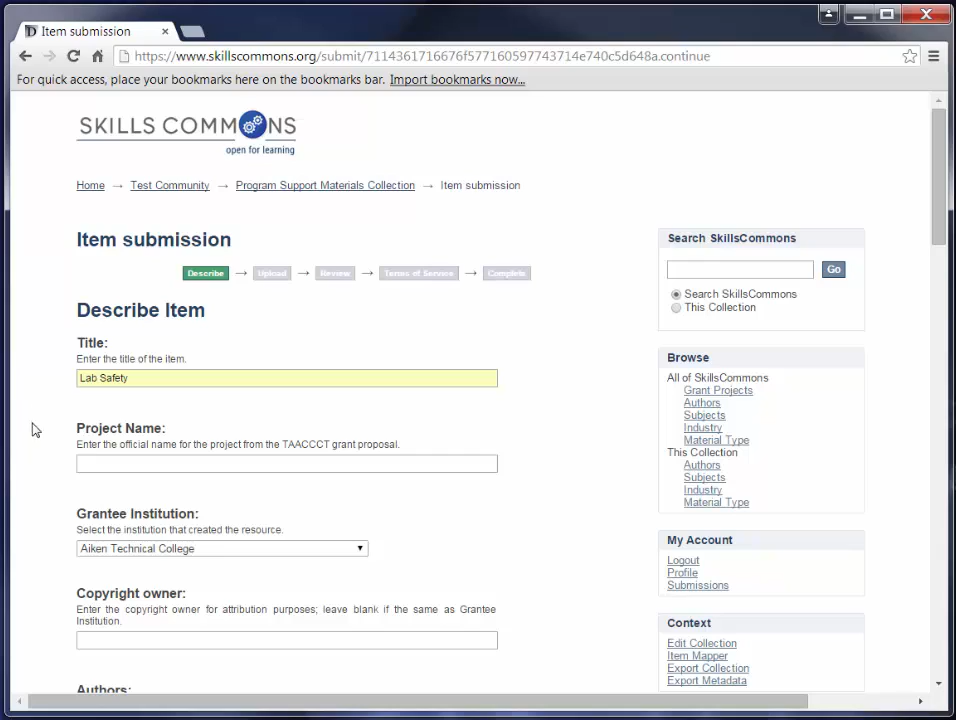 Item submission
https://www.skillscommons.org/submit/7114361716676f577160597743714e740c5d648a.continue
For quick access, place your bookmarks here on the bookmarks bar. Import bookmarks now...
SKILLS COMMONS
open for learning
Home → Test Community → Program Support Materials Collection → Item submission
Item submission
Describe → Upload → Review → Terms of Service → Complete
Describe Item
Title:
Enter the title of the item.
Lab Safety
Project Name:
Enter the official name for the project from the TAACCCT grant proposal.
Grantee Institution:
Select the institution that created the resource.
Aiken Technical College
Copyright owner:
Enter the copyright owner for attribution purposes; leave blank if the same as Grantee
Institution.
Authors:
Search SkillsCommons
Go
Search SkillsCommons
This Collection
Browse
All of SkillsCommons
Grant Projects
Authors
Subjects
Industry
Material Type
This Collection
Authors
Subjects
Industry
Material Type
My Account
Logout
Profile
Submissions
Context
Edit Collection
Item Mapper
Export Collection
Export Metadata